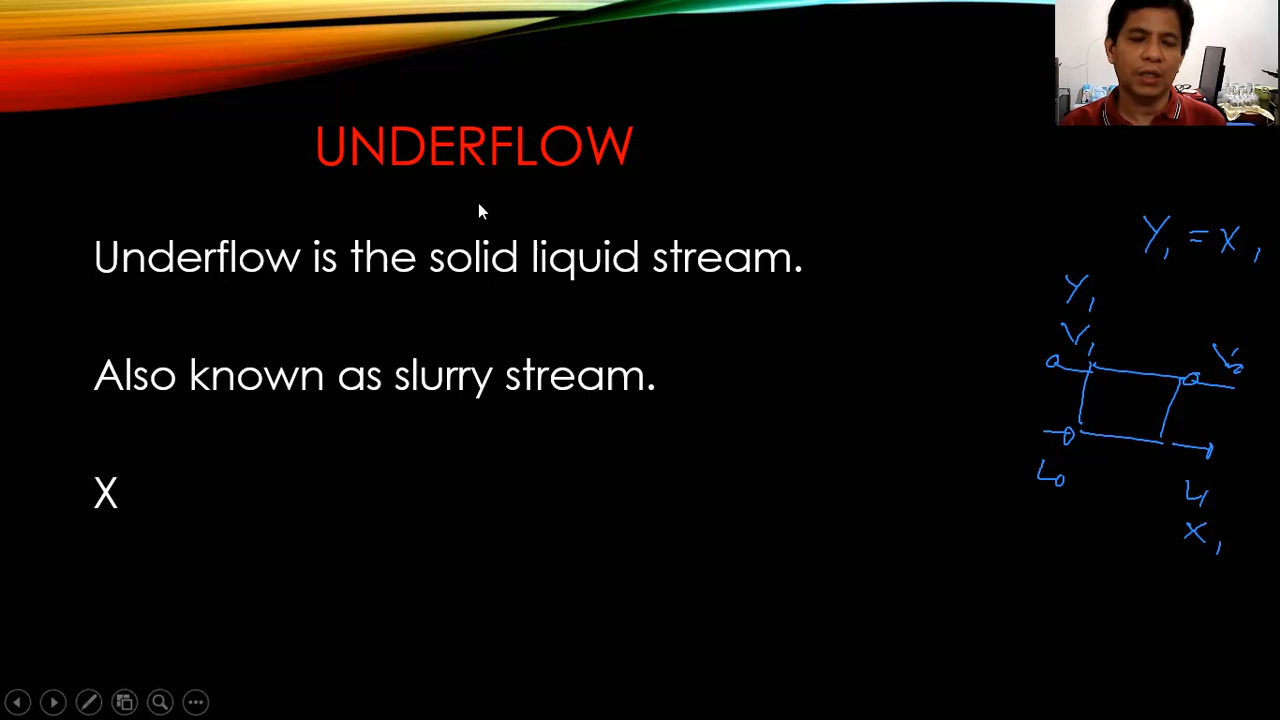 UNDERFLOW
Underflow is the solid liquid stream.
Also known as slurry stream.
X
Y₁ = X₁
Y₁
V₁
V₂
L₀
L₁
X₁